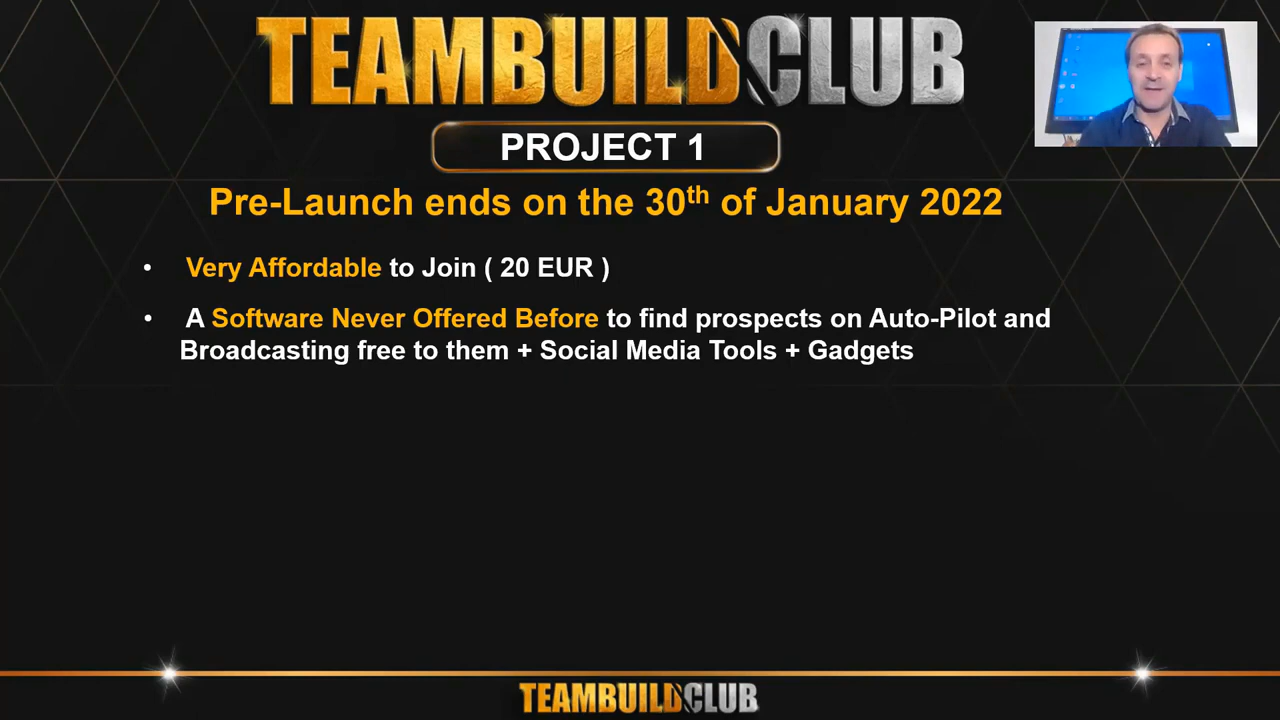 TEAMBUILDCLUB
PROJECT 1
Pre-Launch ends on the 30th of January 2022
• Very Affordable to Join ( 20 EUR )
• A Software Never Offered Before to find prospects on Auto-Pilot and
Broadcasting free to them + Social Media Tools + Gadgets
TEAMBUILDCLUB